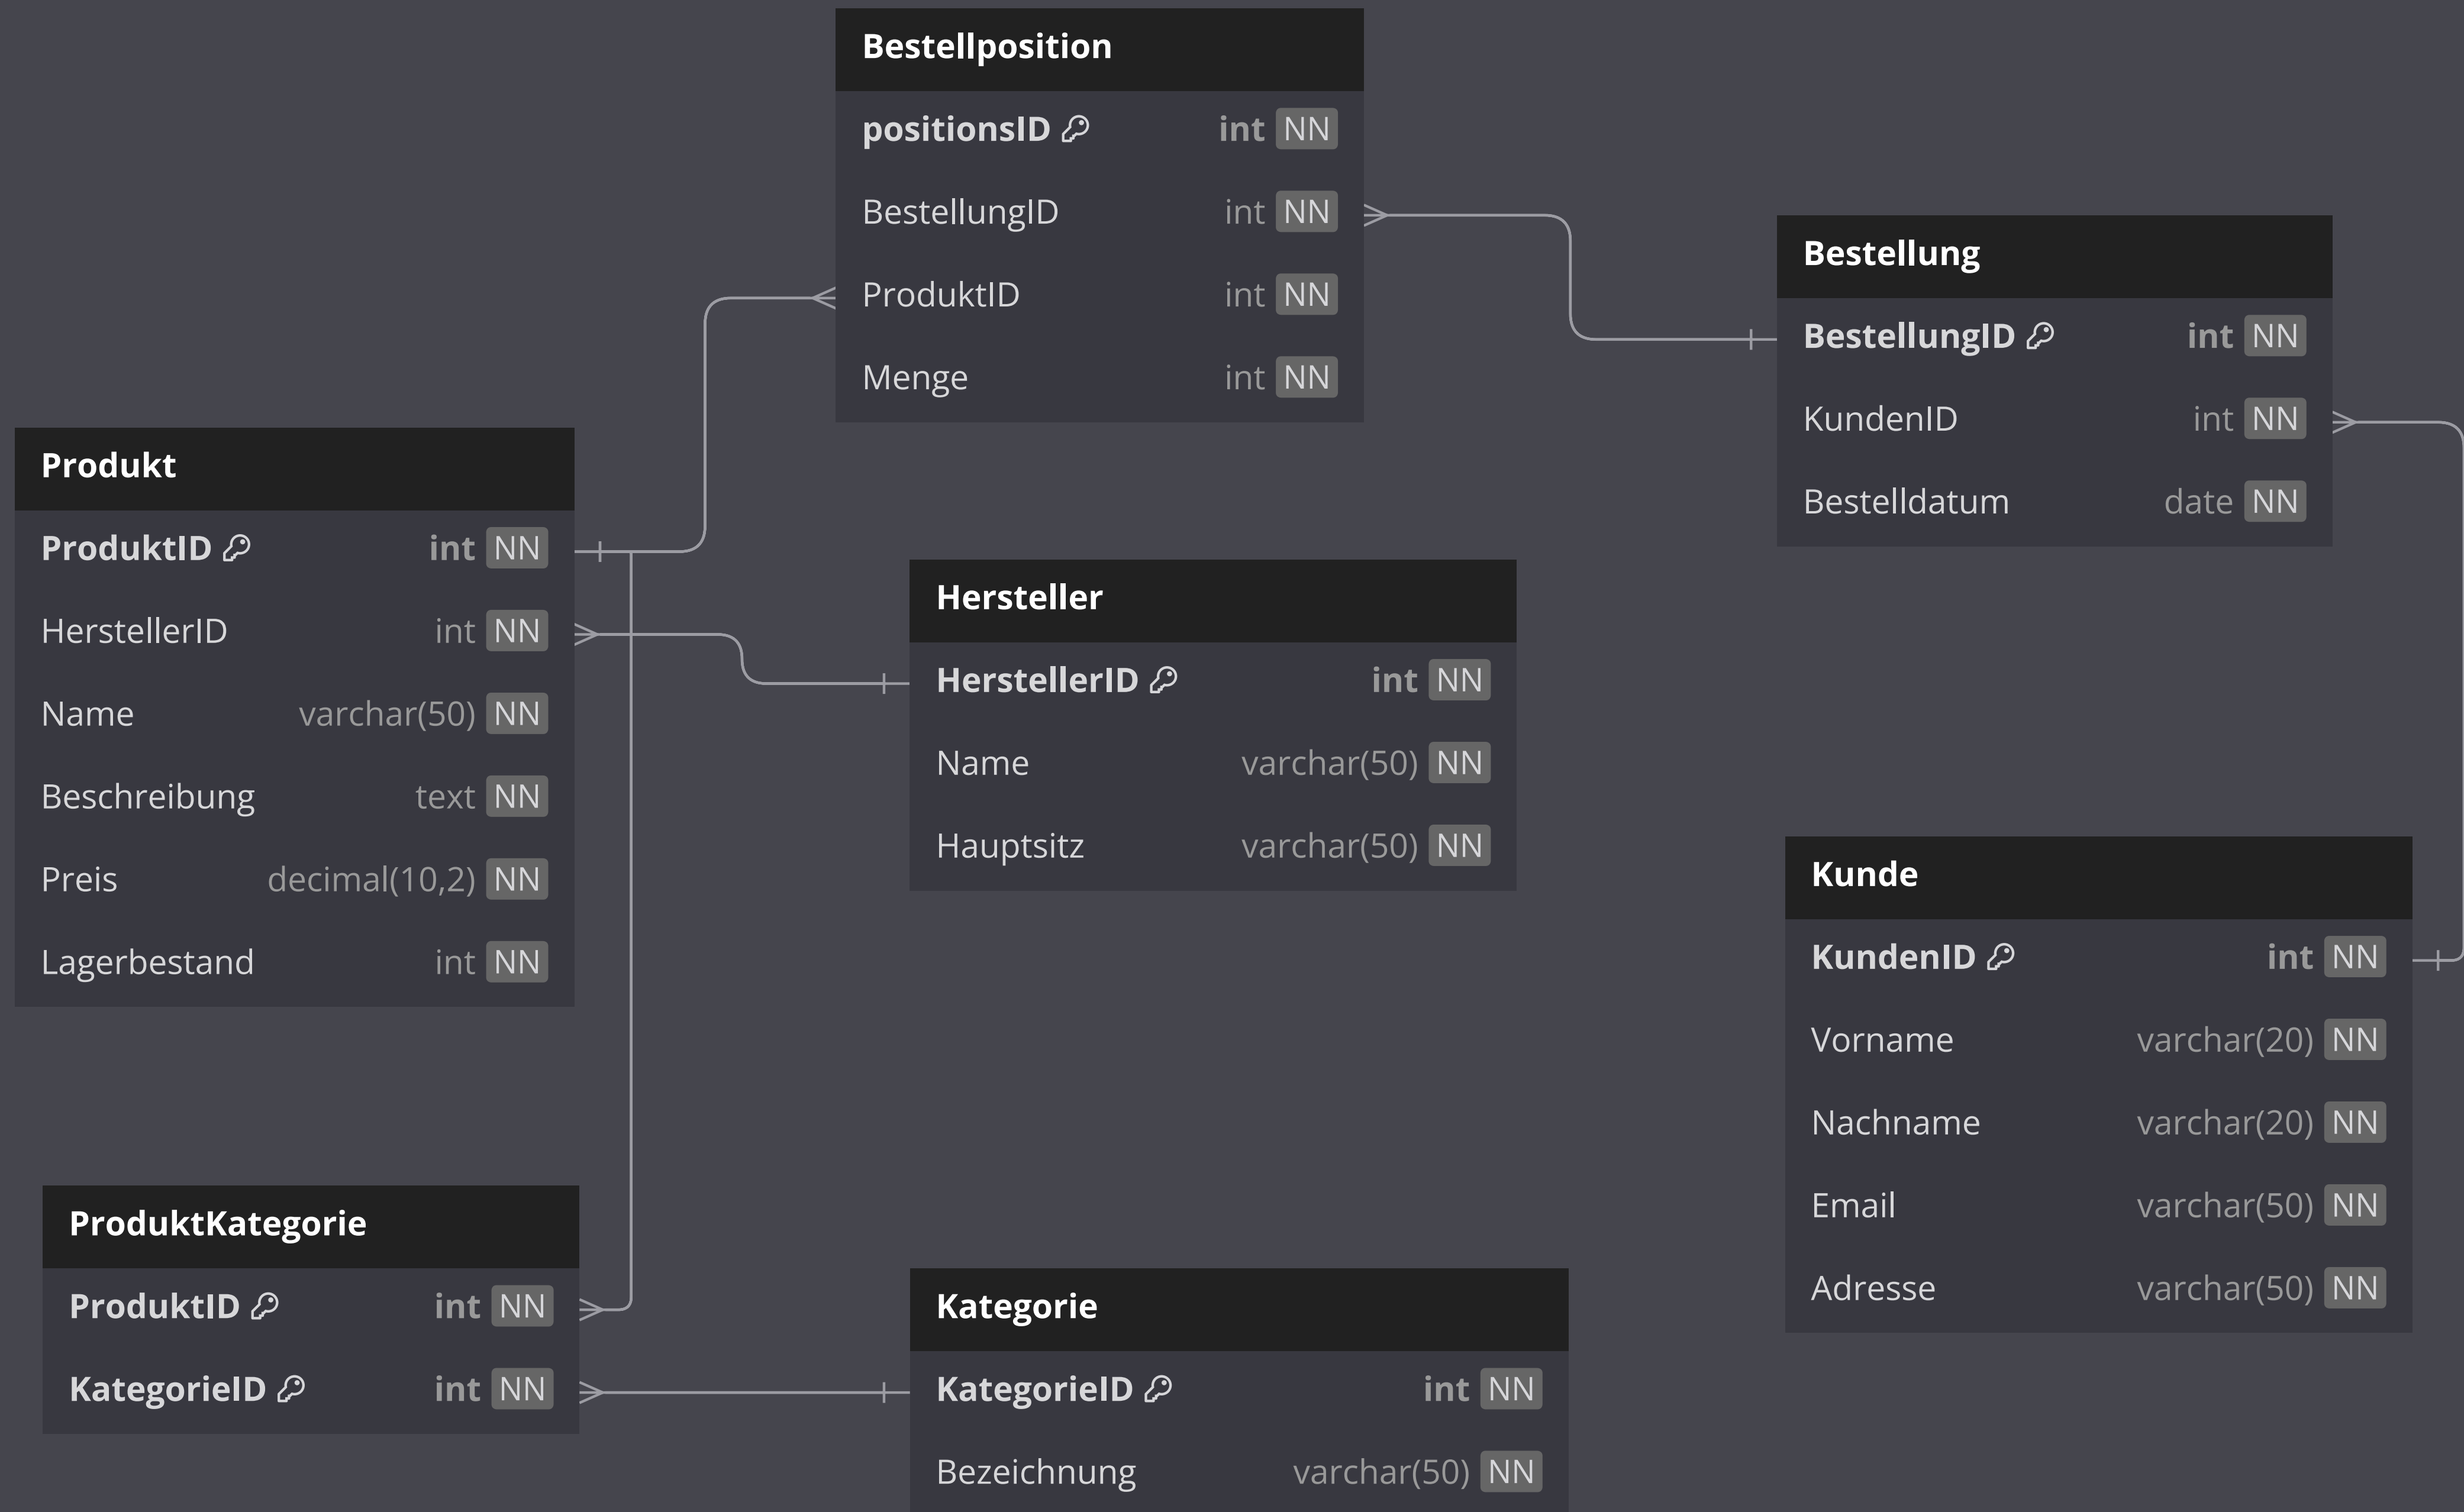 Bestellposition
positionsID int NN
BestellungID int NN
ProduktID int NN
Menge int NN
Bestellung
BestellungID int NN
KundenID int NN
Bestelldatum date NN
Produkt
ProduktID int NN
HerstellerID int NN
Name varchar(50) NN
Beschreibung text NN
Preis decimal(10,2) NN
Lagerbestand int NN
Hersteller
HerstellerID int NN
Name varchar(50) NN
Hauptsitz varchar(50) NN
Kunde
KundenID int NN
Vorname varchar(20) NN
Nachname varchar(20) NN
Email varchar(50) NN
Adresse varchar(50) NN
ProduktKategorie
ProduktID int NN
KategorieID int NN
Kategorie
KategorieID int NN
Bezeichnung varchar(50) NN